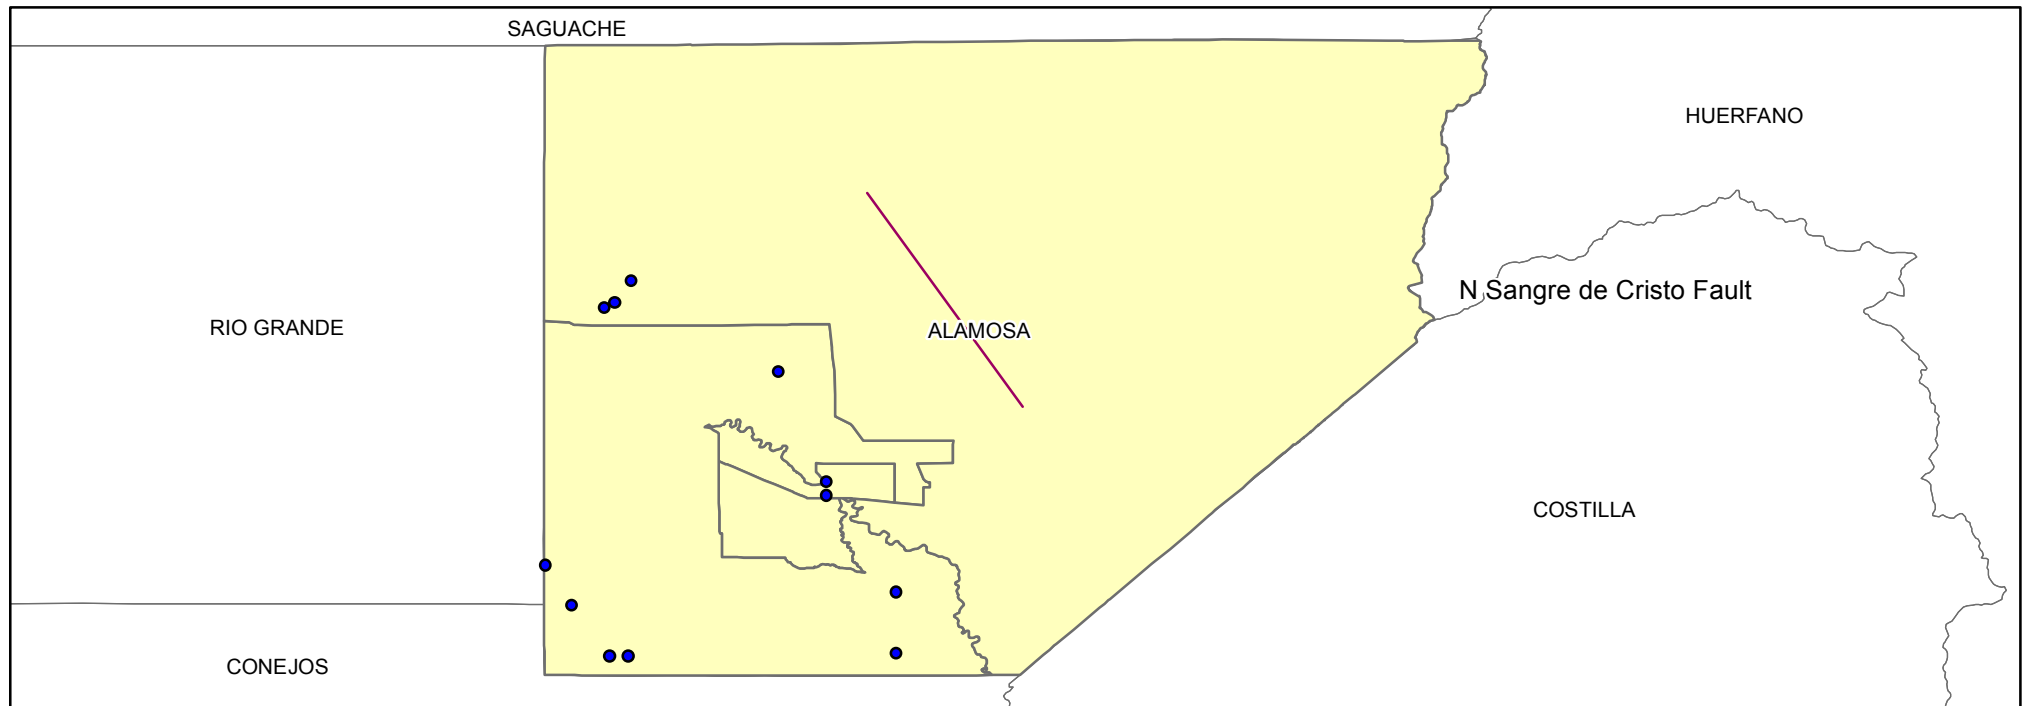 SAGUACHE
HUERFANO
N Sangre de Cristo Fault
RIO GRANDE
ALAMOSA
COSTILLA
CONEJOS